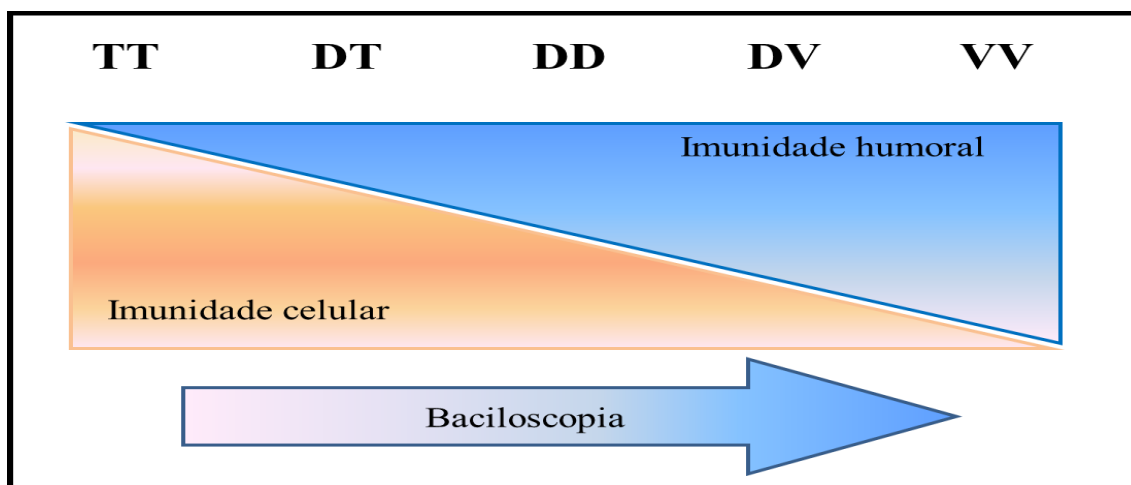 TT DT DD DV VV
Imunidade humoral
Imunidade celular
Baciloscopia